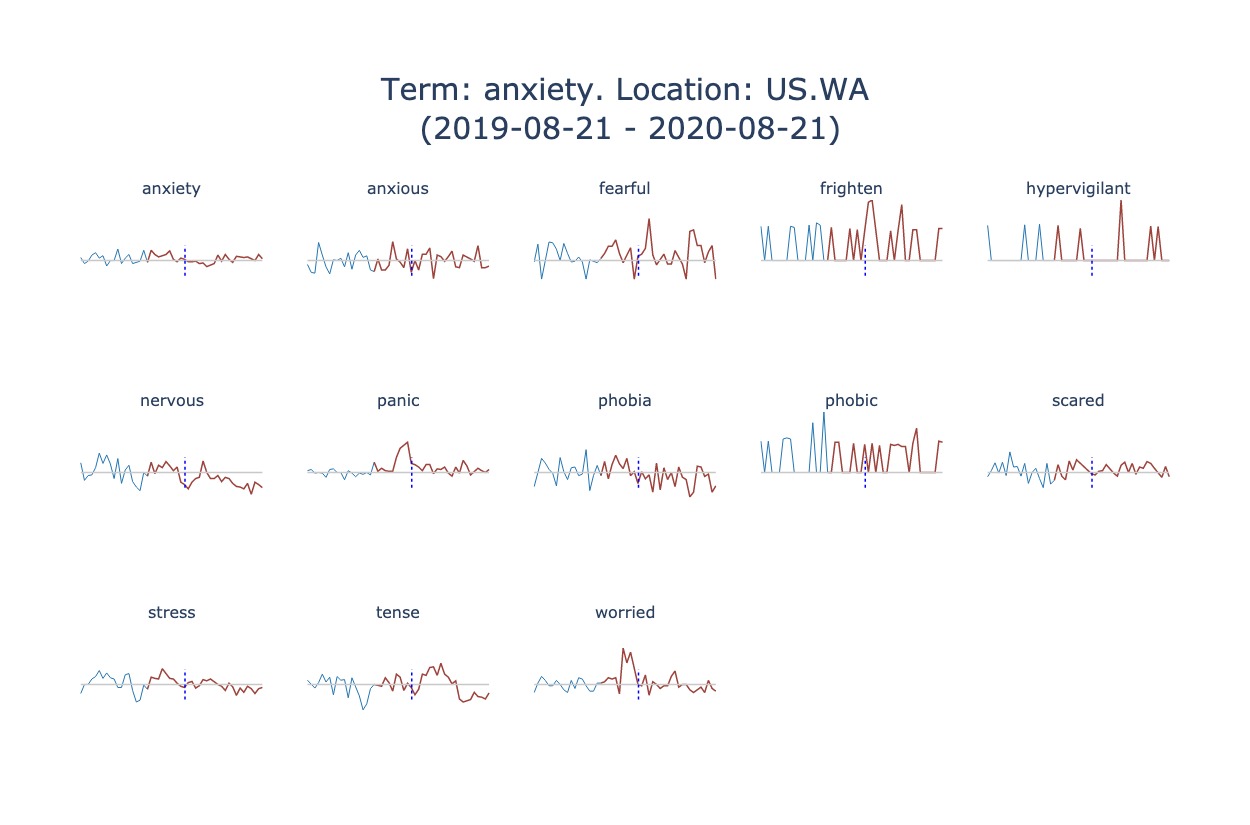 Term: anxiety. Location: US.WA
(2019-08-21 - 2020-08-21)
anxiety
anxious
fearful
frighten
hypervigilant
nervous
panic
phobia
phobic
scared
stress
tense
worried